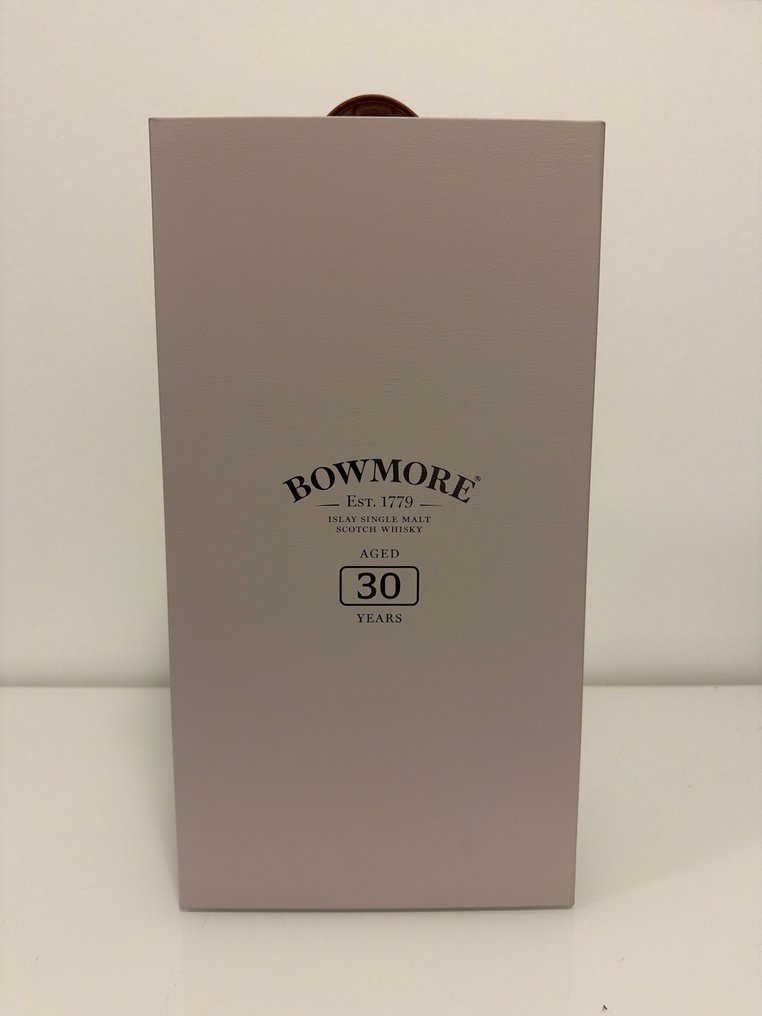 BOWMORE®
Est. 1779
ISLAY SINGLE MALT
SCOTCH WHISKY
AGED
30
YEARS